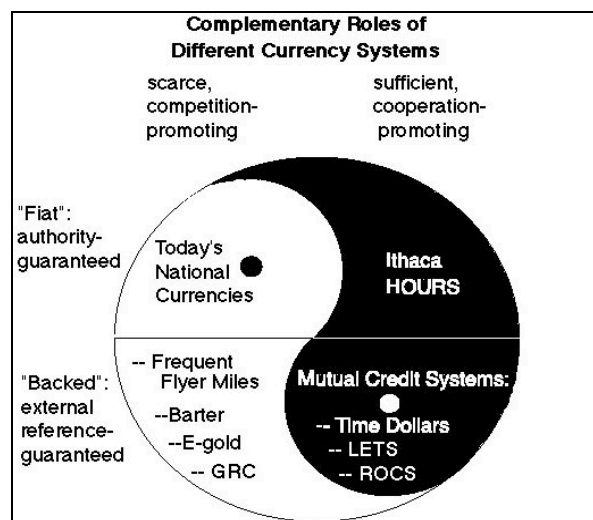 Complementary Roles of
Different Currency Systems
scarce,
competition-
promoting
sufficient,
cooperation-
promoting
"Fiat":
authority-
guaranteed
Today's
National
Currencies
Ithaca
HOURS
"Backed":
external
reference-
guaranteed
-- Frequent
Flyer Miles
--Barter
--E-gold
-- GRC
Mutual Credit Systems:
-- Time Dollars
-- LETS
-- ROCS